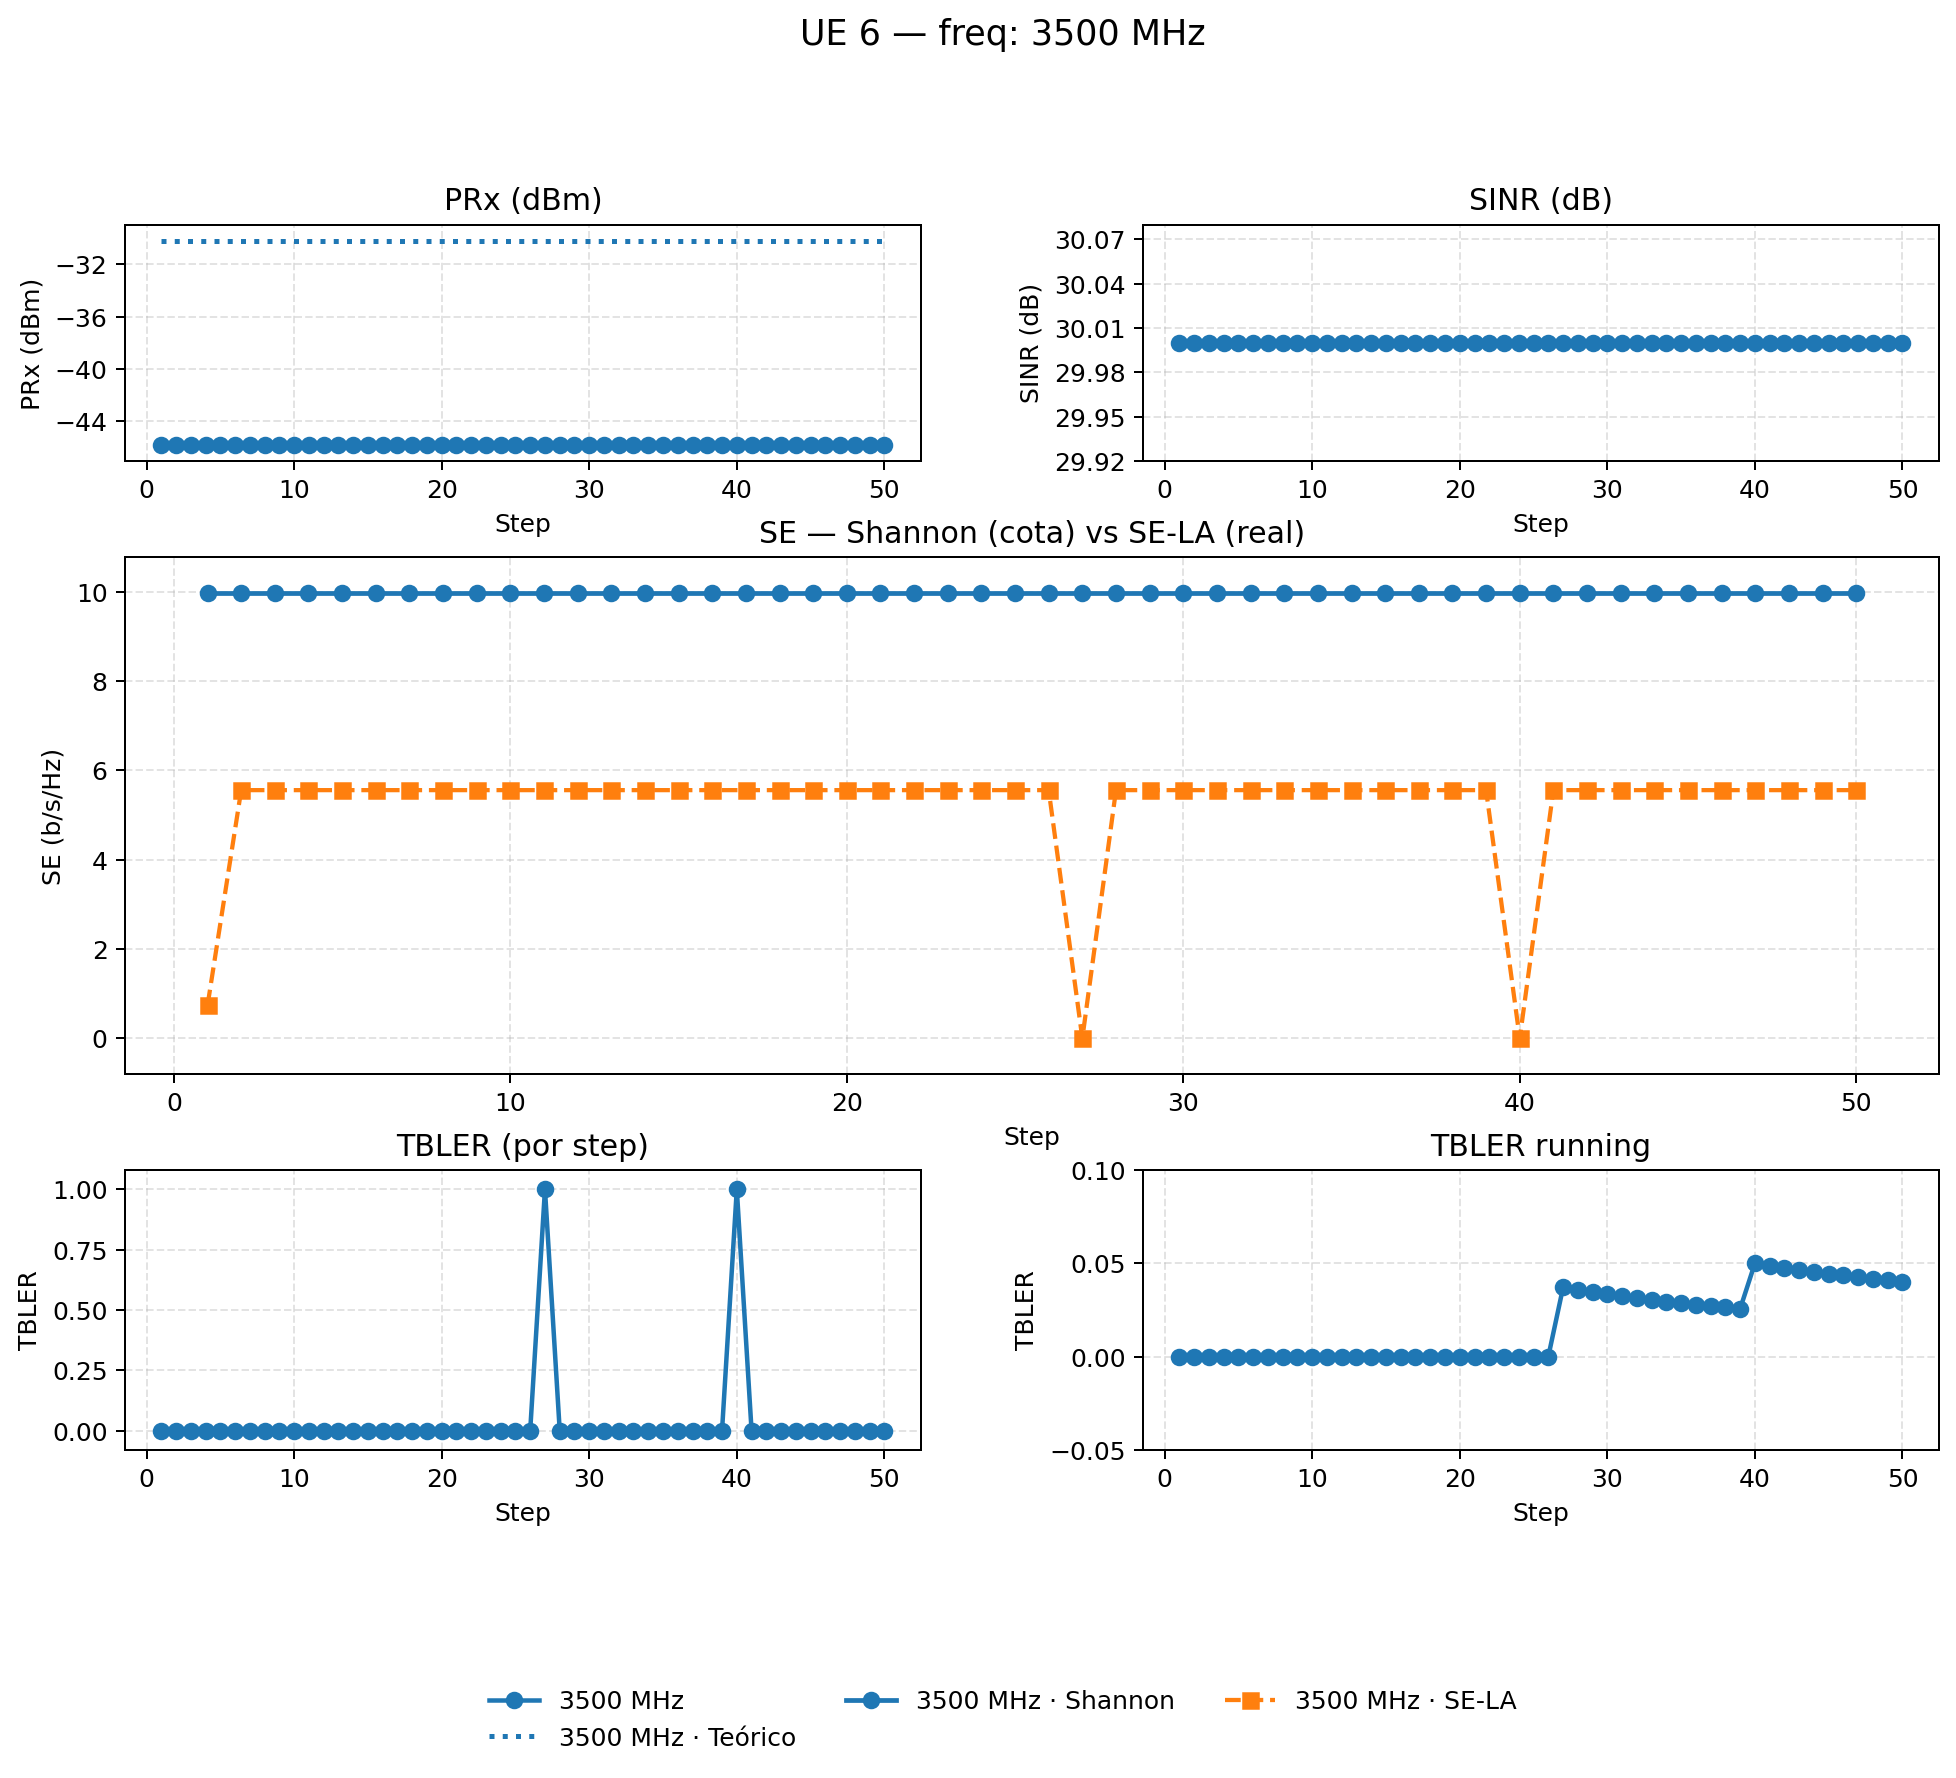 UE 6 — freq: 3500 MHz
PRx (dBm)
PRx (dBm)
−32
−36
−40
−44
0 10 20 30 40 50
Step
SINR (dB)
SINR (dB)
30.07
30.04
30.01
29.98
29.95
29.92
0 10 20 30 40 50
Step
SE — Shannon (cota) vs SE-LA (real)
SE (b/s/Hz)
10
8
6
4
2
0
0 10 20 30 40 50
Step
TBLER (por step)
TBLER
1.00
0.75
0.50
0.25
0.00
0 10 20 30 40 50
Step
TBLER running
TBLER
0.10
0.05
0.00
−0.05
0 10 20 30 40 50
Step
3500 MHz
3500 MHz · Teórico
3500 MHz · Shannon
3500 MHz · SE-LA